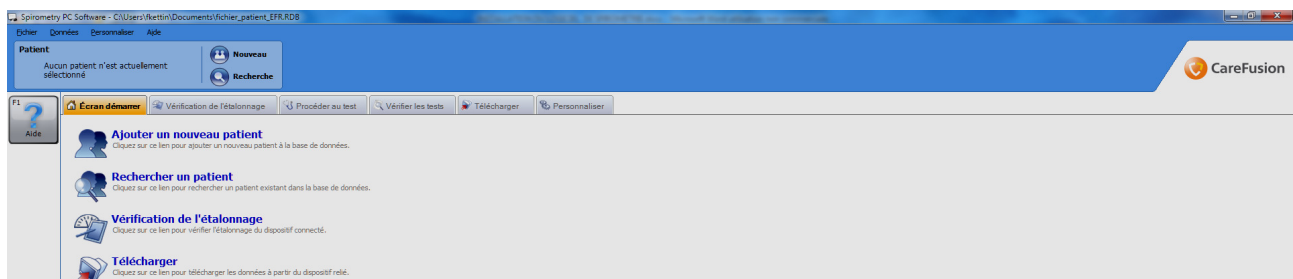 Spirometry PC Software - C:\Users\fkettin\Documents\fichier_patient_EFR.RDB
Fichier Données Personnaliser Aide
Patient
Aucun patient n'est actuellement
sélectionné
Nouveau
Recherche
CareFusion
F1
Aide
Écran démarrer Vérification de l'étalonnage Procéder au test Vérifier les tests Télécharger Personnaliser
Ajouter un nouveau patient
Cliquez sur ce lien pour ajouter un nouveau patient à la base de données.
Rechercher un patient
Cliquez sur ce lien pour rechercher un patient existant dans la base de données.
Vérification de l'étalonnage
Cliquez sur ce lien pour vérifier l'étalonnage du dispositif connecté.
Télécharger
Cliquez sur ce lien pour télécharger les données à partir du dispositif relié.